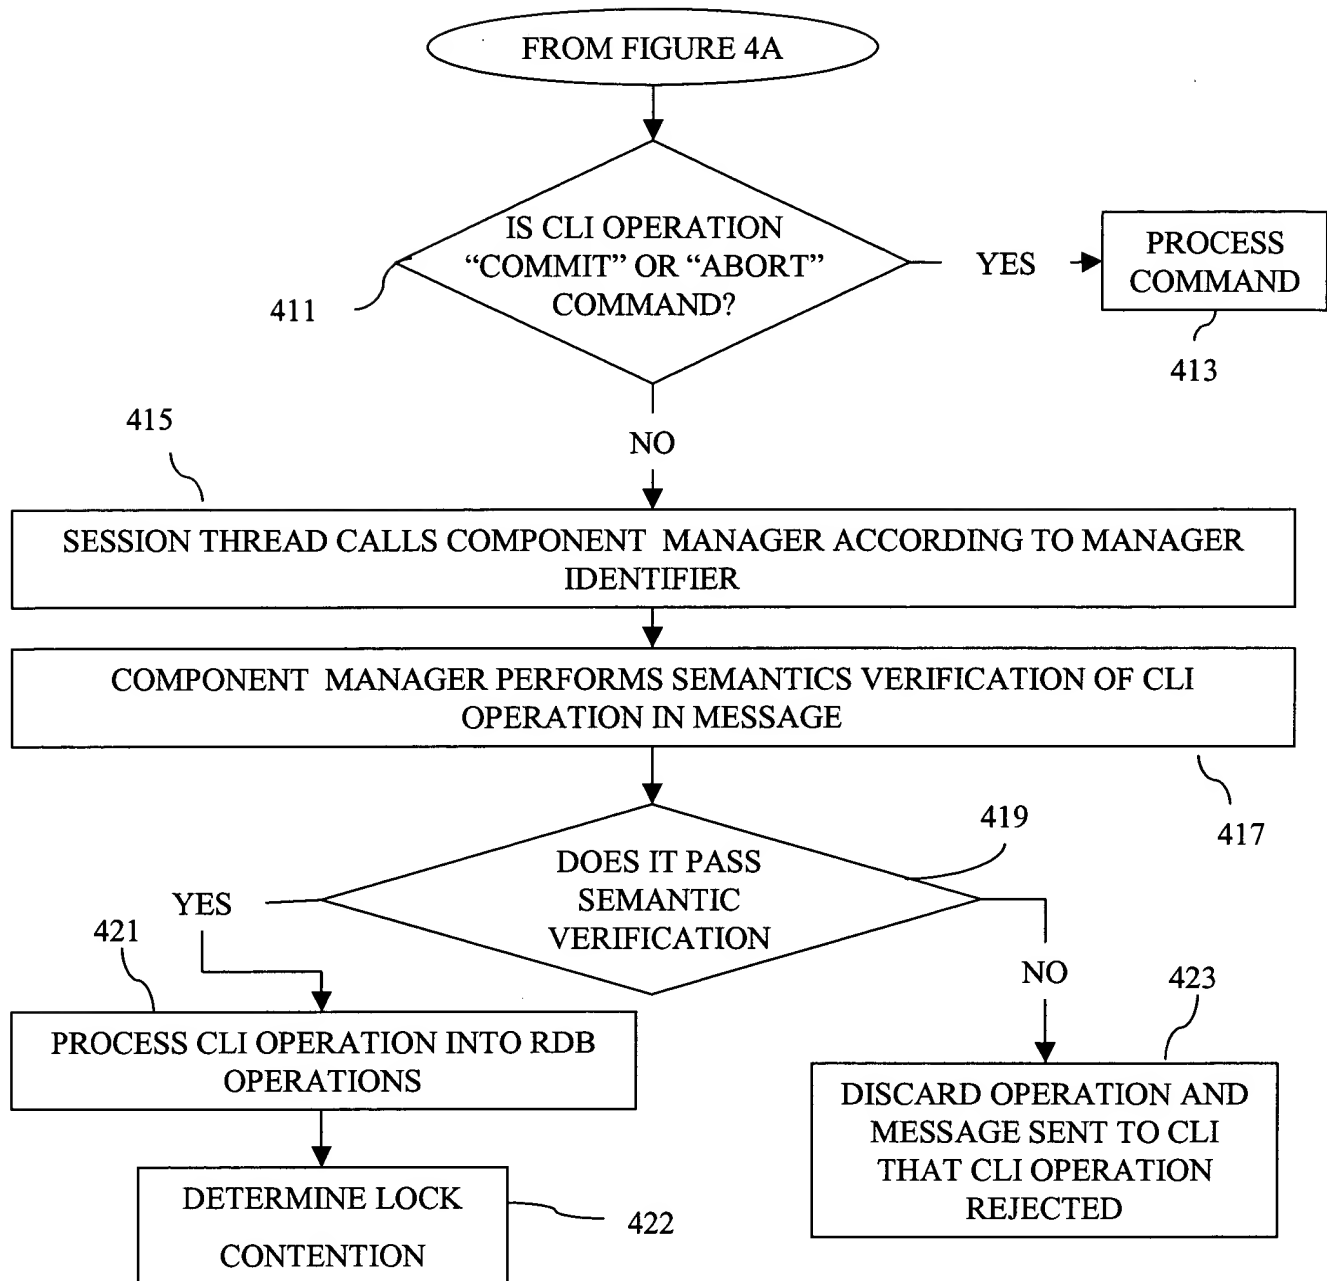 FROM FIGURE 4A
IS CLI OPERATION
“COMMIT” OR “ABORT”
COMMAND?
411
YES
PROCESS
COMMAND
413
NO
415
SESSION THREAD CALLS COMPONENT MANAGER ACCORDING TO MANAGER
IDENTIFIER
COMPONENT MANAGER PERFORMS SEMANTICS VERIFICATION OF CLI
OPERATION IN MESSAGE
417
DOES IT PASS
SEMANTIC
VERIFICATION
419
YES
421
PROCESS CLI OPERATION INTO RDB
OPERATIONS
NO
423
DISCARD OPERATION AND
MESSAGE SENT TO CLI
THAT CLI OPERATION
REJECTED
DETERMINE LOCK
CONTENTION
422